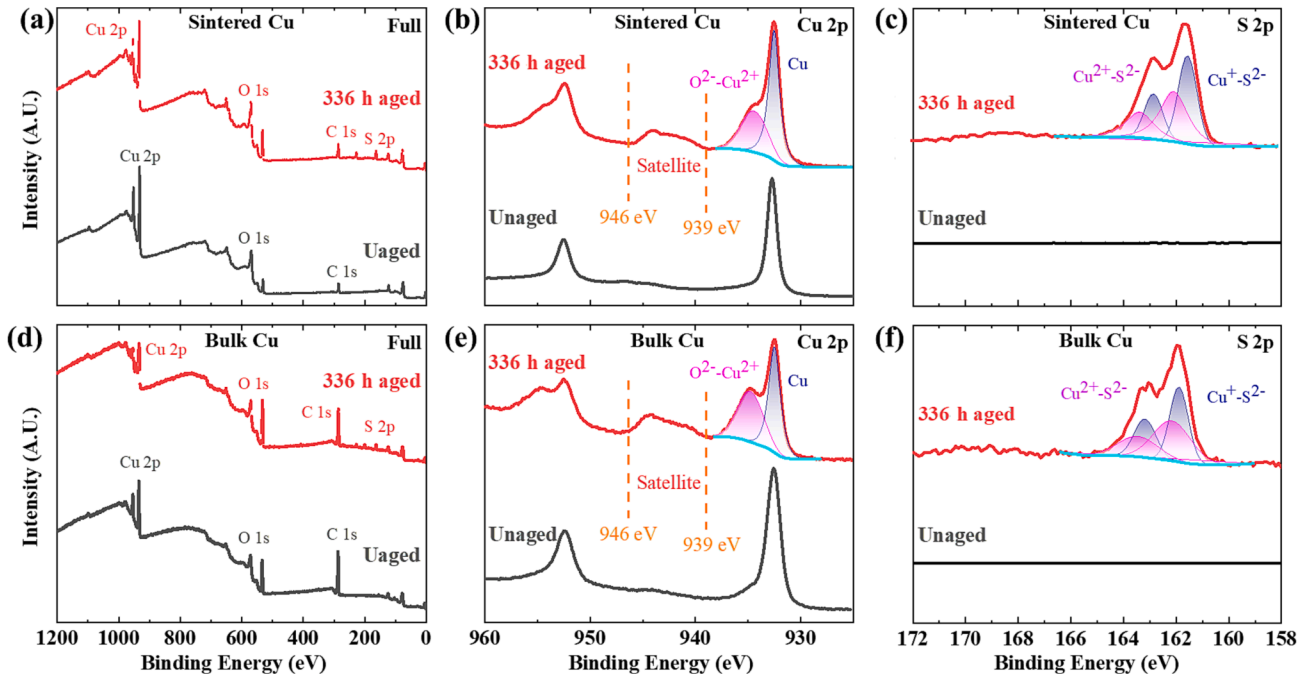 (a)
Sintered Cu
Full
Cu 2p
O 1s
336 h aged
C 1s
S 2p
Cu 2p
O 1s
Uaged
C 1s
Intensity (A.U.)
(b)
Sintered Cu
Cu 2p
336 h aged
O2--Cu2+
Cu
Satellite
Unaged
946 eV
939 eV
(c)
Sintered Cu
S 2p
Cu2+-S2-
Cu+-S2-
336 h aged
Unaged
(d)
Bulk Cu
Full
Cu 2p
336 h aged
O 1s
C 1s
S 2p
Cu 2p
O 1s
C 1s
Uaged
Intensity (A.U.)
1200 1000 800 600 400 200 0
Binding Energy (eV)
(e)
Bulk Cu
Cu 2p
336 h aged
O2--Cu2+
Cu
Satellite
Unaged
946 eV
939 eV
960 950 940 930
Binding Energy (eV)
(f)
Bulk Cu
S 2p
336 h aged
Cu2+-S2-
Cu+-S2-
Unaged
172 170 168 166 164 162 160 158
Binding Energy (eV)